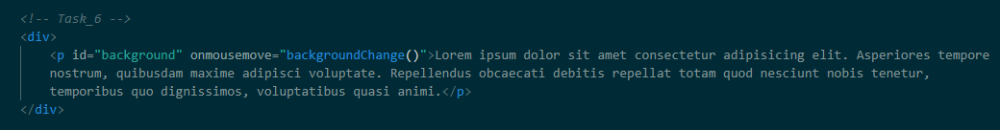 <!-- Task_6 -->
<div>
<p id="background" onmousemove="backgroundChange()">Lorem ipsum dolor sit amet consectetur adipisicing elit. Asperiores tempore
nostrum, quibusdam maxime adipisci voluptate. Repellendus obcaecati debitis repellat totam quod nesciunt nobis tenetur,
temporibus quo dignissimos, voluptatibus quasi animi.</p>
</div>